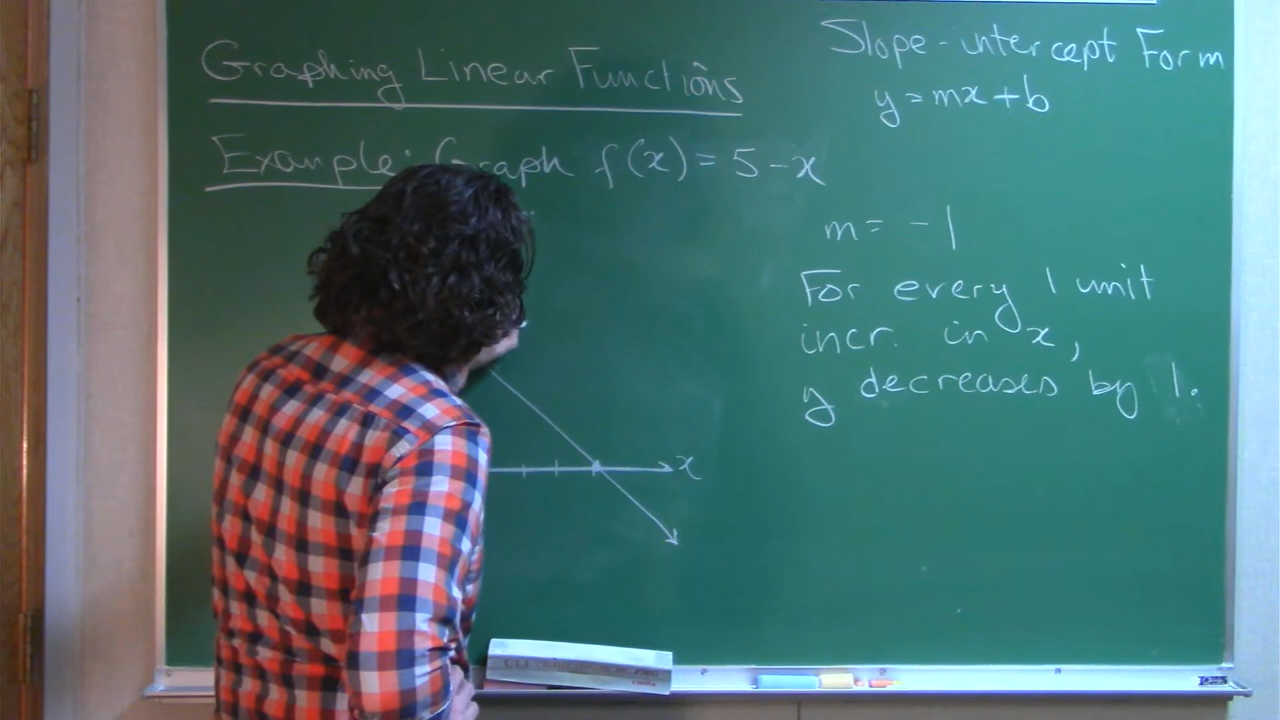 Graphing Linear Functions
Example: Graph f(x) = 5 - x
x
Slope-intercept Form
y = mx + b
m = -1
For every 1 unit
incr. in x,
y decreases by 1.